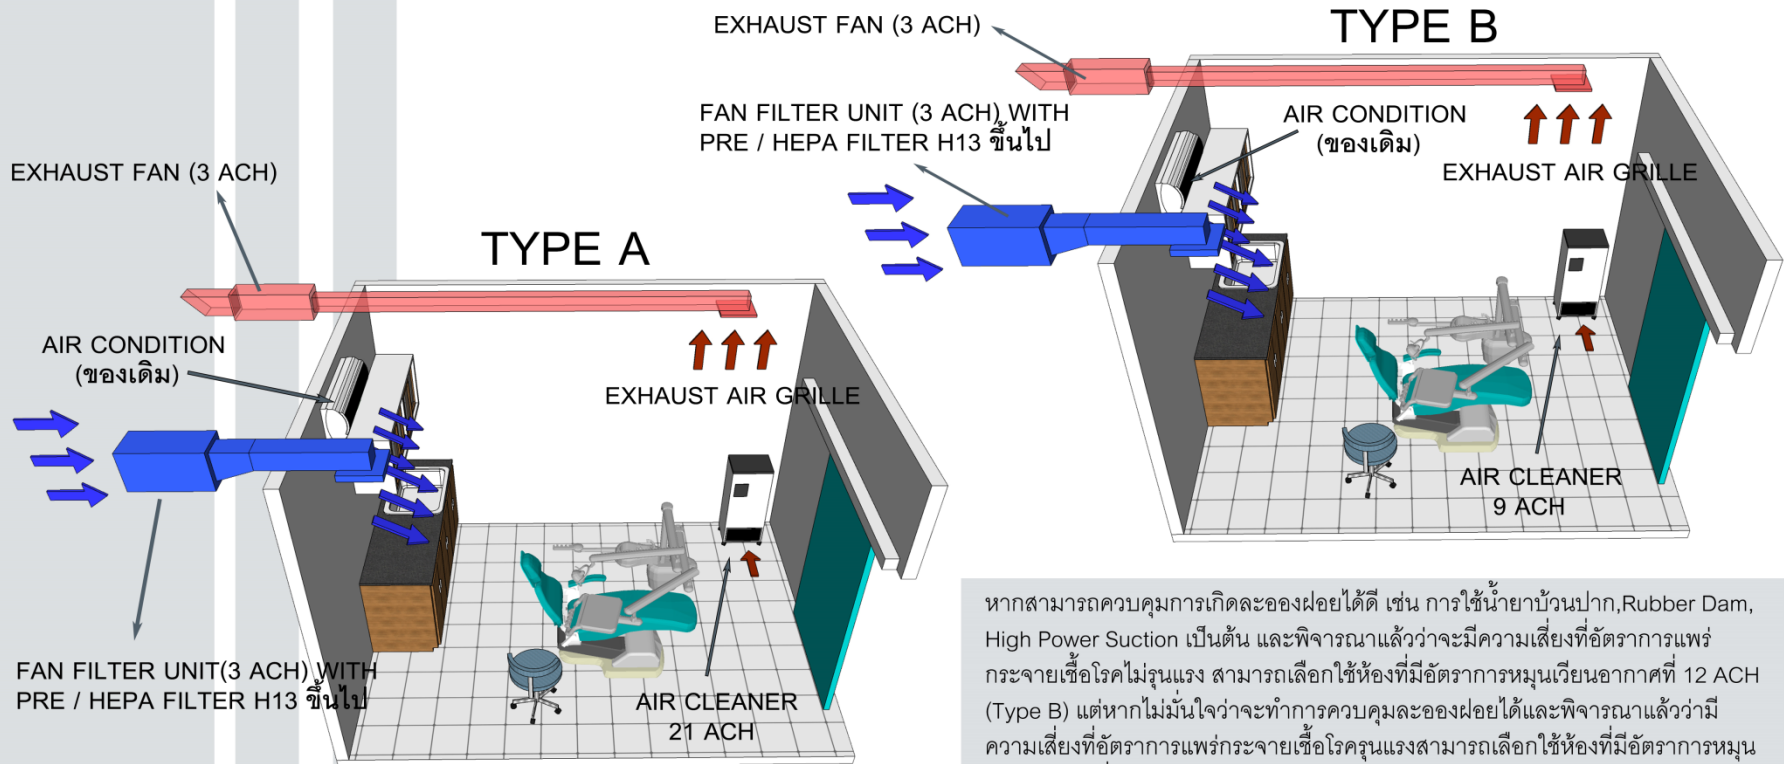 EXHAUST FAN (3 ACH)
TYPE B
FAN FILTER UNIT (3 ACH) WITH
PRE / HEPA FILTER H13 ขึ้นไป
AIR CONDITION
(ของเดิม)
EXHAUST AIR GRILLE
AIR CLEANER
9 ACH
EXHAUST FAN (3 ACH)
TYPE A
AIR CONDITION
(ของเดิม)
EXHAUST AIR GRILLE
FAN FILTER UNIT(3 ACH) WITH
PRE / HEPA FILTER H13 ขึ้นไป
AIR CLEANER
21 ACH
หากสามารถควบคุมการเกิดละอองฝอยได้ดี เช่น การใช้น้ำยาบ้วนปาก,Rubber Dam,
High Power Suction เป็นต้น และพิจารณาแล้วว่าจะมีความเสี่ยงที่อัตราการแพร่
กระจายเชื้อโรคไม่รุนแรง สามารถเลือกใช้ห้องที่มีอัตราการหมุนเวียนอากาศที่ 12 ACH
(Type B) แต่หากไม่มั่นใจว่าจะทำการควบคุมละอองฝอยได้และพิจารณาแล้วว่ามี
ความเสี่ยงที่อัตราการแพร่กระจายเชื้อโรครุนแรงสามารถเลือกใช้ห้องที่มีอัตราการหมุน